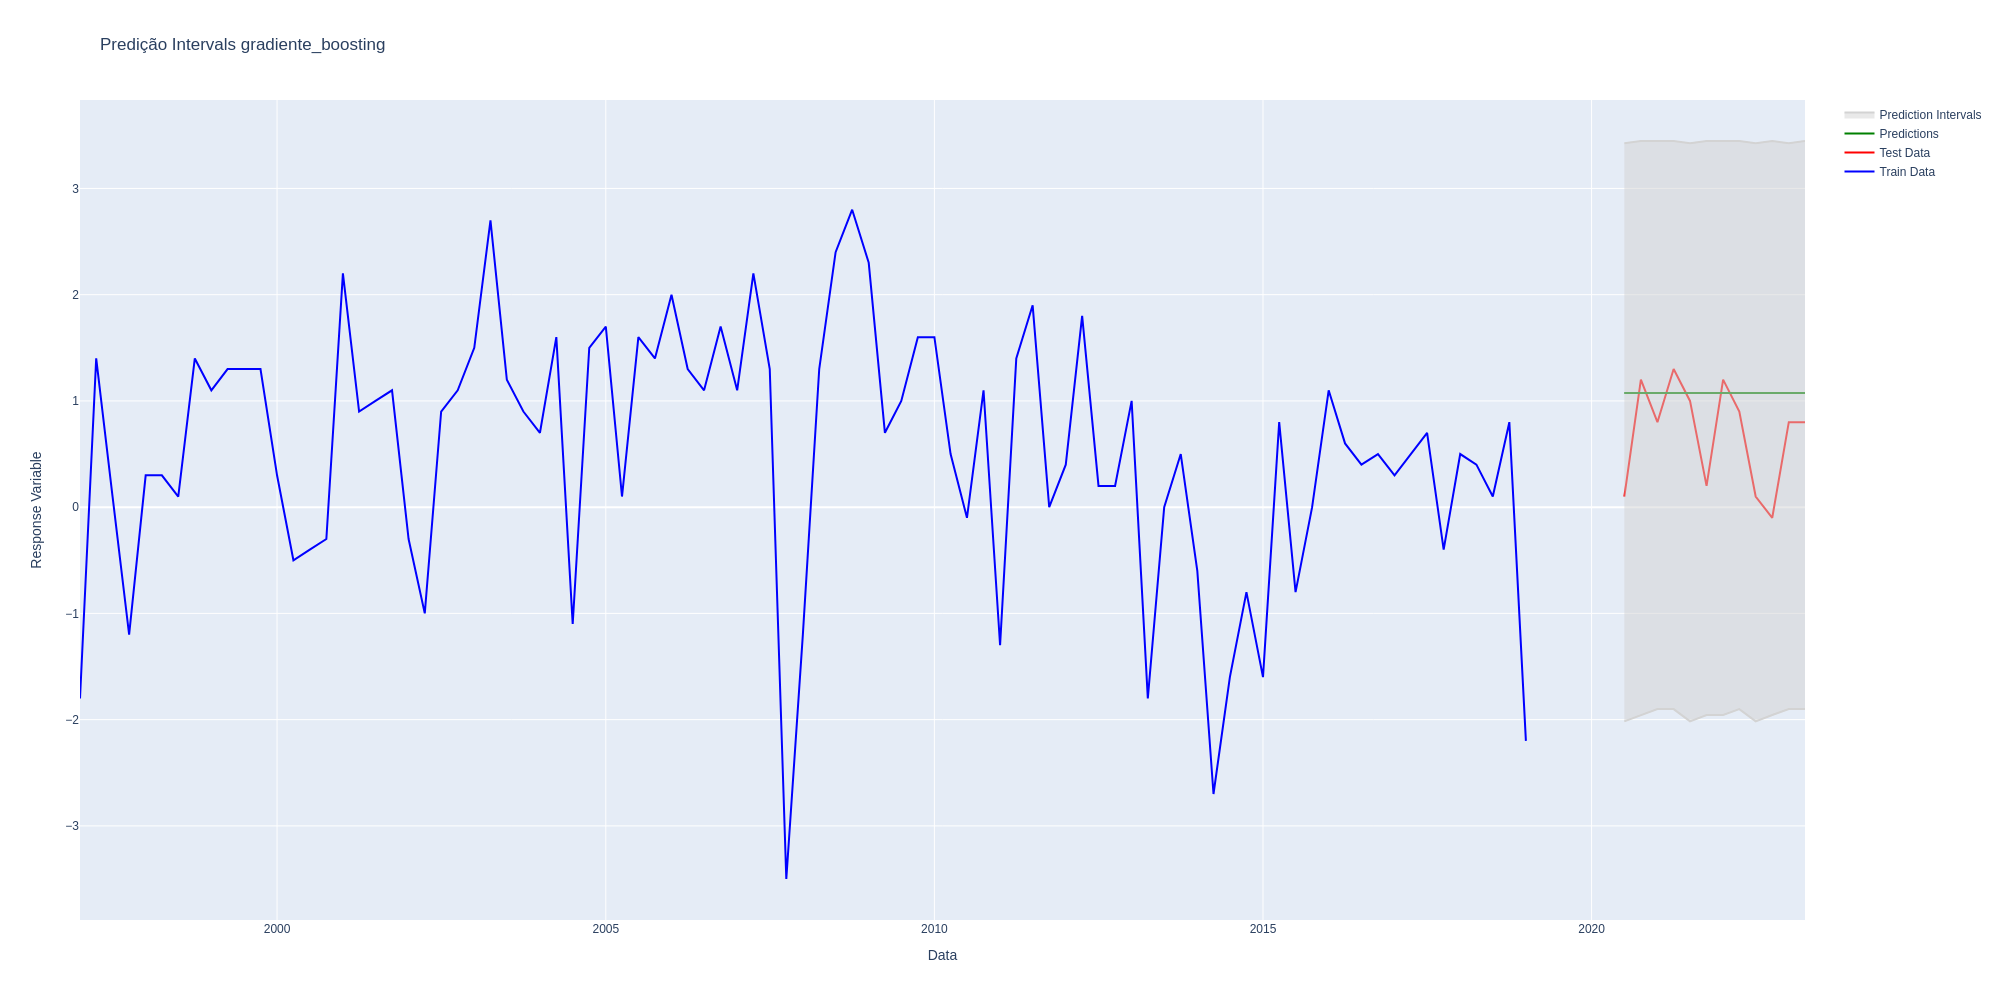 Predição Intervals gradiente_boosting
Prediction Intervals
Predictions
Test Data
Train Data
Response Variable
3
2
1
0
−1
−2
−3
2000
2005
2010
2015
2020
Data